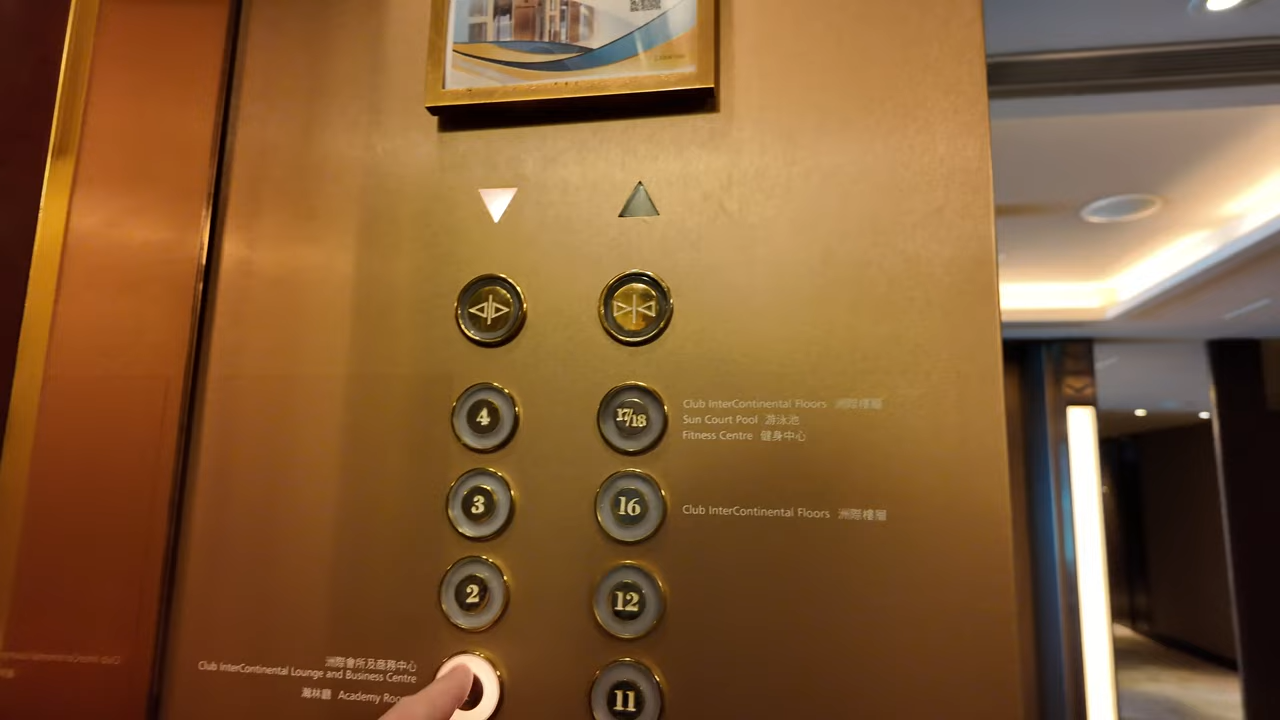 4
17/18
Club InterContinental Floors 洲際樓層
Sun Court Pool 游泳池
Fitness Centre 健身中心
3
16
Club InterContinental Floors 洲際樓層
2
12
洲際會所及商務中心
Club InterContinental Lounge and Business Centre
瀚林廳 Academy
11